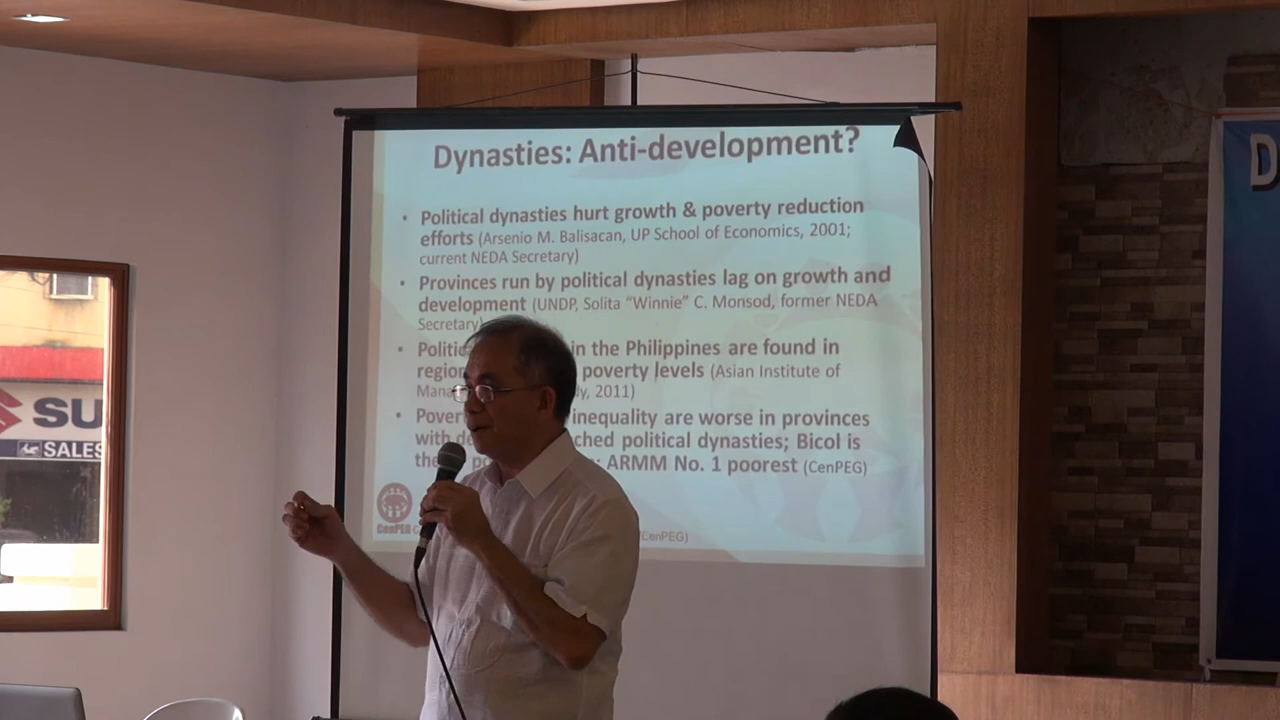 Dynasties: Anti-development?
• Political dynasties hurt growth & poverty reduction
efforts (Arsenio M. Balisacan, UP School of Economics, 2001;
current NEDA Secretary)
• Provinces run by political dynasties lag on growth and
development (UNDP, Solita "Winnie" C. Monsod, former NEDA
Secretary)
• in the Philippines are found in
poverty levels (Asian Institute of
2011)
• inequality are worse in provinces
with political dynasties; Bicol is
ARMM No. 1 poorest (CenPEG)
CenPEG
CenPEG)
SU
SALES
D